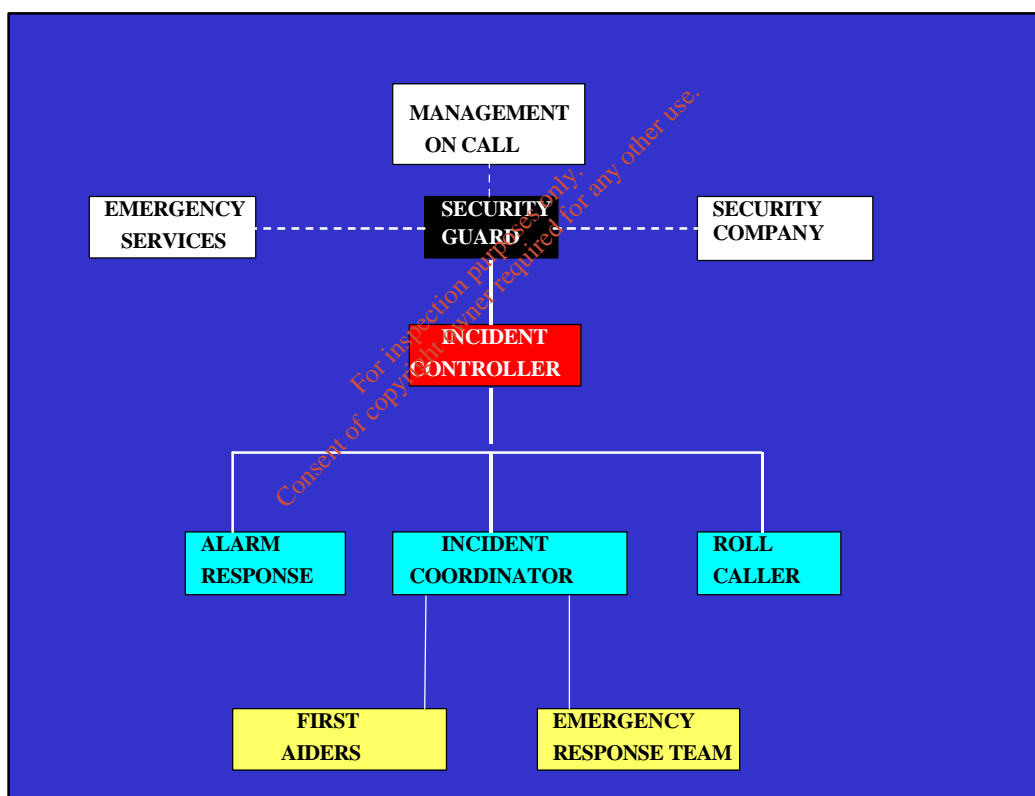 MANAGEMENT
ON CALL
EMERGENCY
SERVICES
SECURITY
GUARD
SECURITY
COMPANY
INCIDENT
CONTROLLER
ALARM
RESPONSE
INCIDENT
COORDINATOR
ROLL
CALLER
FIRST
AIDERS
EMERGENCY
RESPONSE TEAM
For inspection purposes only.
Consent of copyright owner required for any other use.